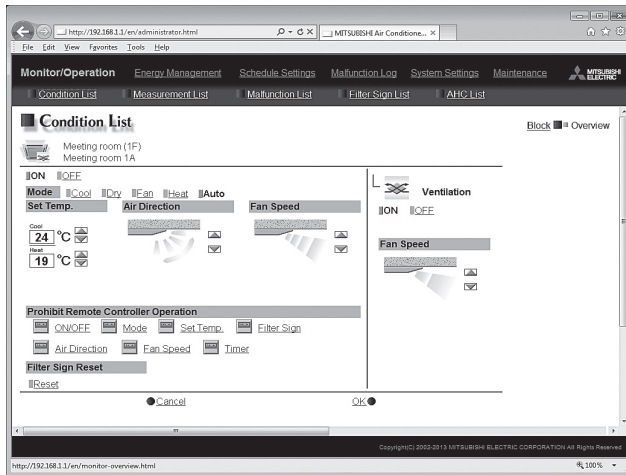 http://192.168.1.1/en/administrator.html
MITSUBISHI Air Conditione...
File Edit View Favorites Tools Help
Monitor/Operation Energy Management Schedule Settings Malfunction Log System Settings Maintenance MITSUBISHI ELECTRIC
Condition List Measurement List Malfunction List Filter Sign List AHC List
Condition List
Block Overview
Meeting room (1F)
Meeting room 1A
ON OFF
Mode Cool Dry Fan Heat Auto
Set Temp. Air Direction Fan Speed
Cool
24 °C
Heat
19 °C
Ventilation
ON OFF
Fan Speed
Prohibit Remote Controller Operation
ON/OFF Mode Set Temp. Filter Sign
Air Direction Fan Speed Timer
Filter Sign Reset
Reset
Cancel OK
Copyright(C) 2002-2013 MITSUBISHI ELECTRIC CORPORATION All Rights Reserved
http://192.168.1.1/en/monitor-overview.html
100%